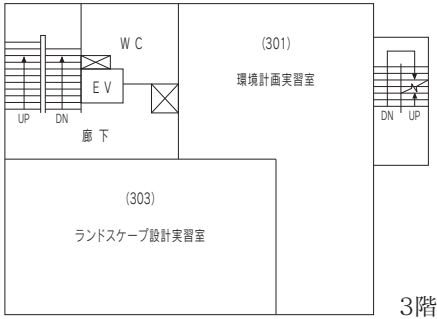 WC
(301)
環境計画実習室
EV
UP
DN
DN
UP
廊下
(303)
ランドスケープ設計実習室
3階